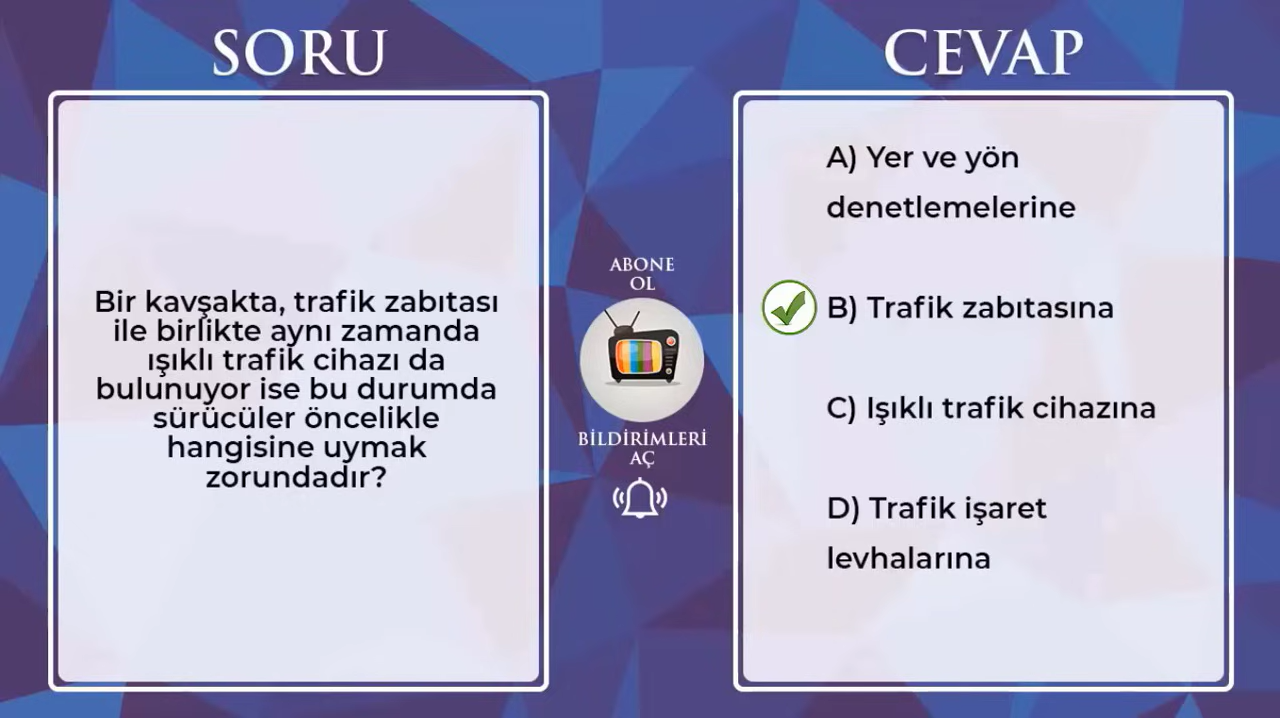 SORU
Bir kavşakta, trafik zabıtası
ile birlikte aynı zamanda
ışıklı trafik cihazı da
bulunuyor ise bu durumda
sürücüler öncelikle
hangisine uymak
zorundadır?
ABONE
OL
BİLDİRİMLERİ
AÇ
CEVAP
A) Yer ve yön
denetlemelerine
B) Trafik zabıtasına
C) Işıklı trafik cihazına
D) Trafik işaret
levhalarına